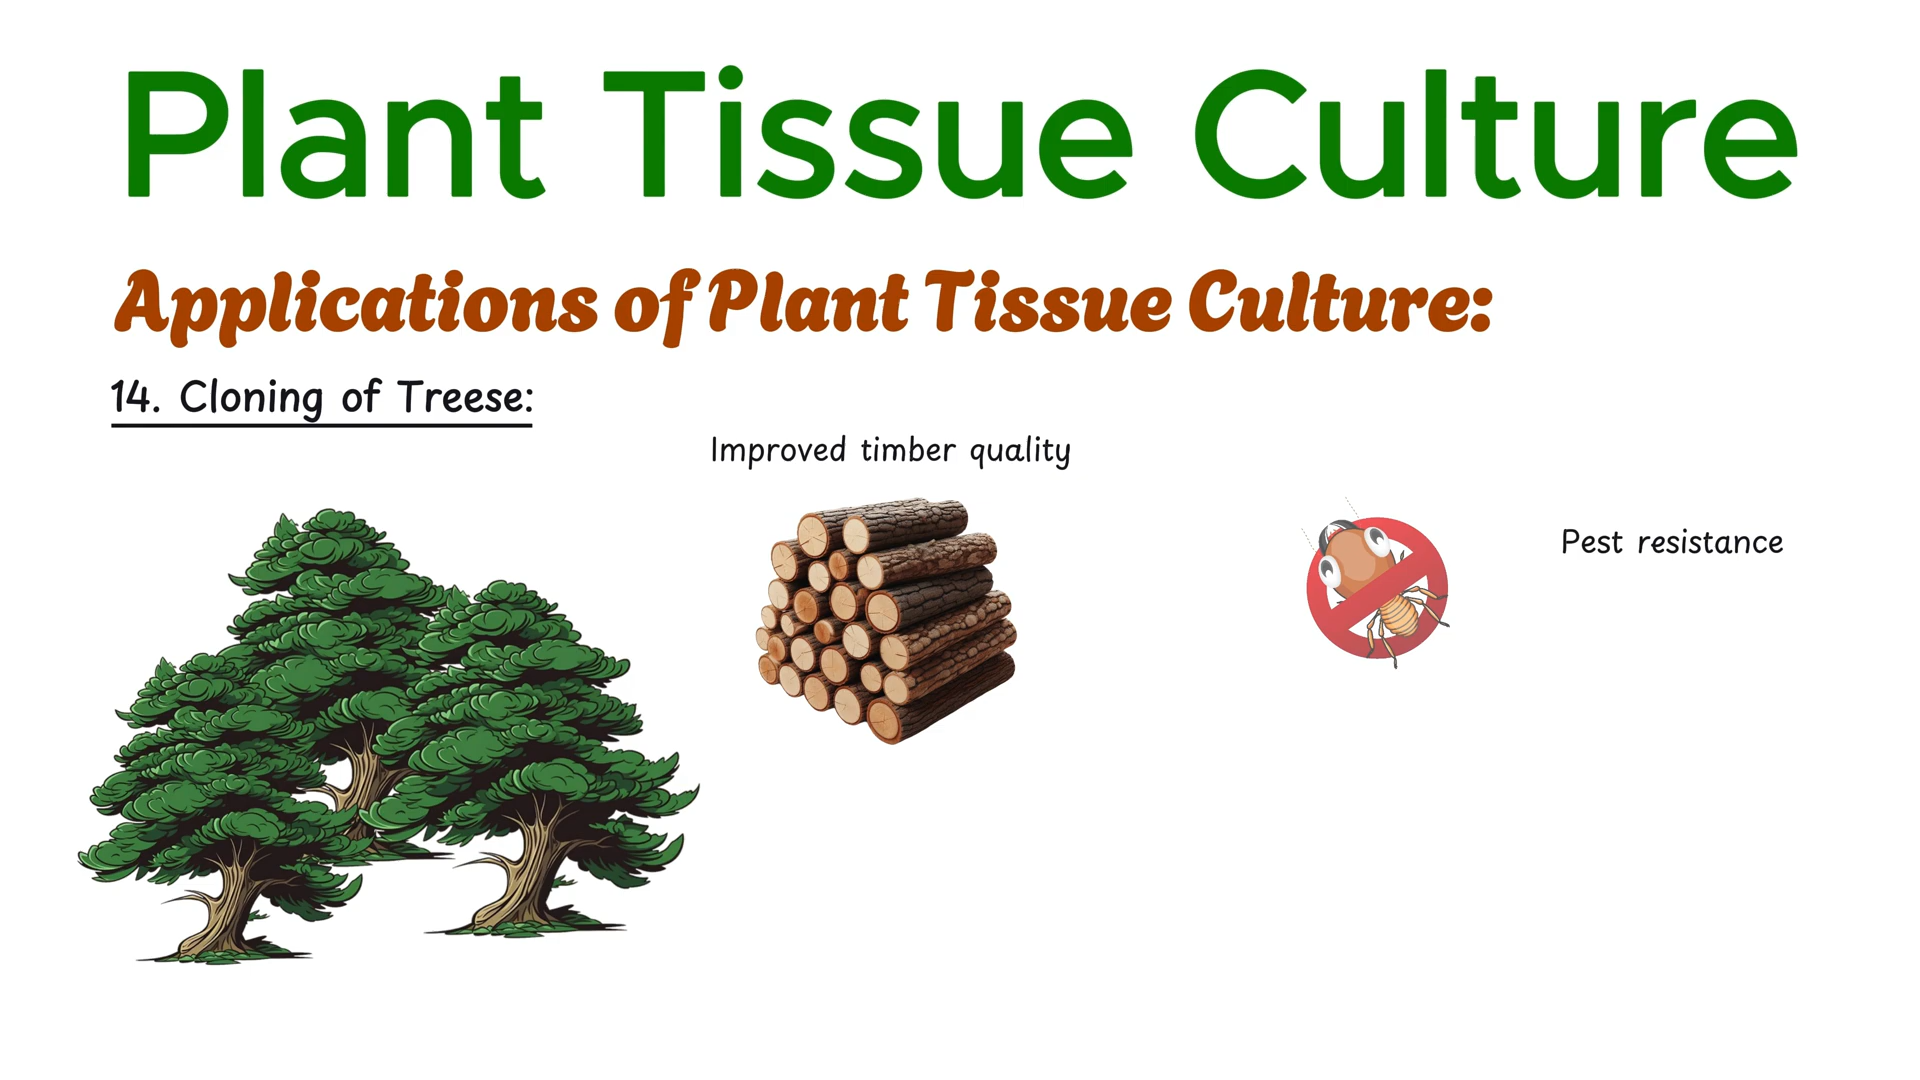 Plant Tissue Culture
Applications of Plant Tissue Culture:
14. Cloning of Treese:
Improved timber quality
Pest resistance